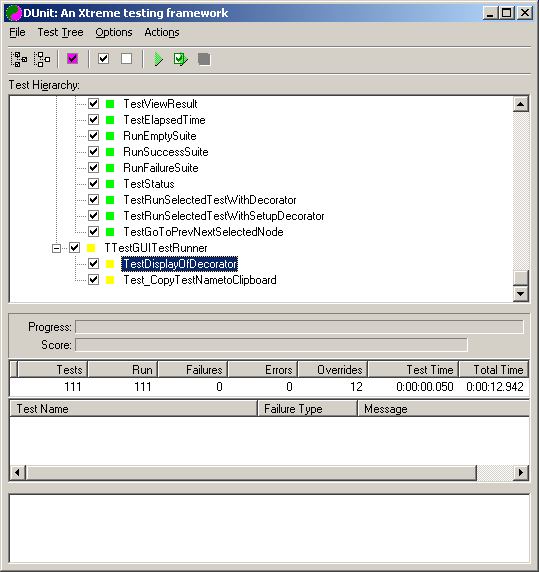 DUnit: An Xtreme testing framework
File Test Tree Options Actions
Test Hierarchy:
TestViewResult
TestElapsedTime
RunEmptySuite
RunSuccessSuite
RunFailureSuite
TestStatus
TestRunSelectedTestWithDecorator
TestRunSelectedTestWithSetupDecorator
TestGoToPrevNextSelectedNode
TTestGUITestRunner
TestDisplayOfDecorator
Test_CopyTestNametoClipboard
Progress:
Score:
Tests Run Failures Errors Overrides Test Time Total Time
111 111 0 0 12 0:00:00.050 0:00:12.942
Test Name Failure Type Message